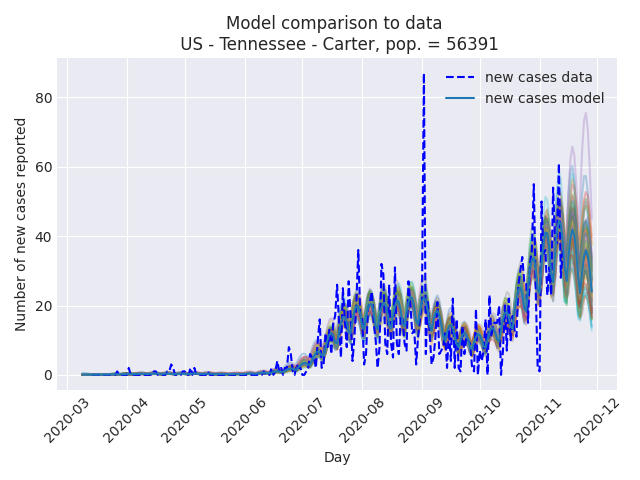 Model comparison to data
US - Tennessee - Carter, pop. = 56391
new cases data
new cases model
Number of new cases reported
80
60
40
20
0
2020-03
2020-04
2020-05
2020-06
2020-07
2020-08
2020-09
2020-10
2020-11
2020-12
Day